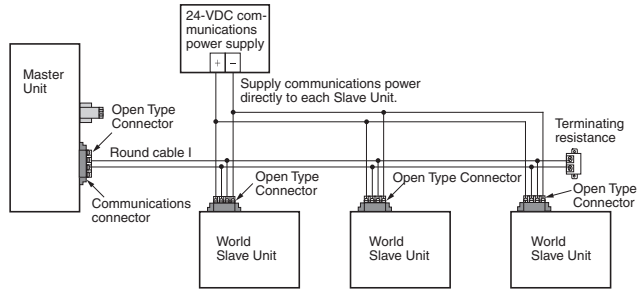 24-VDC com-
munications
power supply
+ −
Master
Unit
Supply communications power
directly to each Slave Unit.
Open Type
Connector
Terminating
resistance
Round cable I
Open Type
Connector
Open Type Connector
Open Type
Connector
Communications
connector
World
Slave Unit
World
Slave Unit
World
Slave Unit